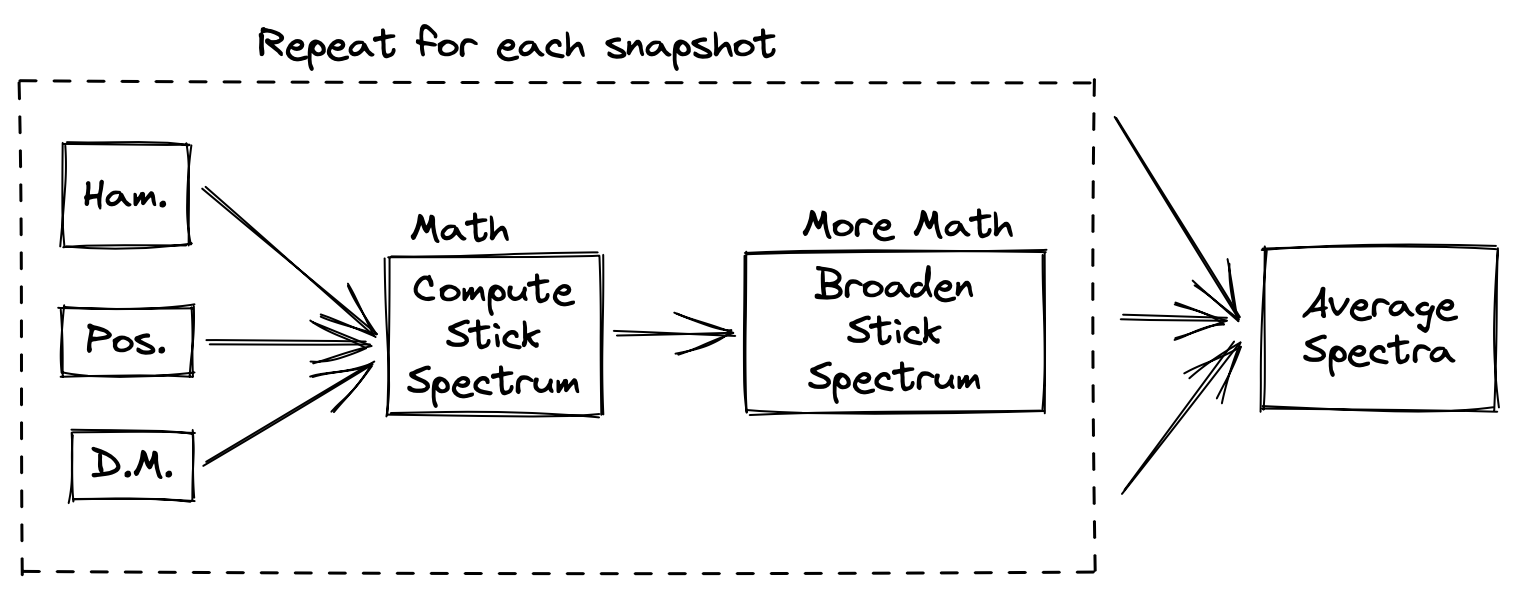 Repeat for each snapshot
Ham.
Pos.
D.M.
Math
Compute
Stick
Spectrum
More Math
Broaden
Stick
Spectrum
Average
Spectra